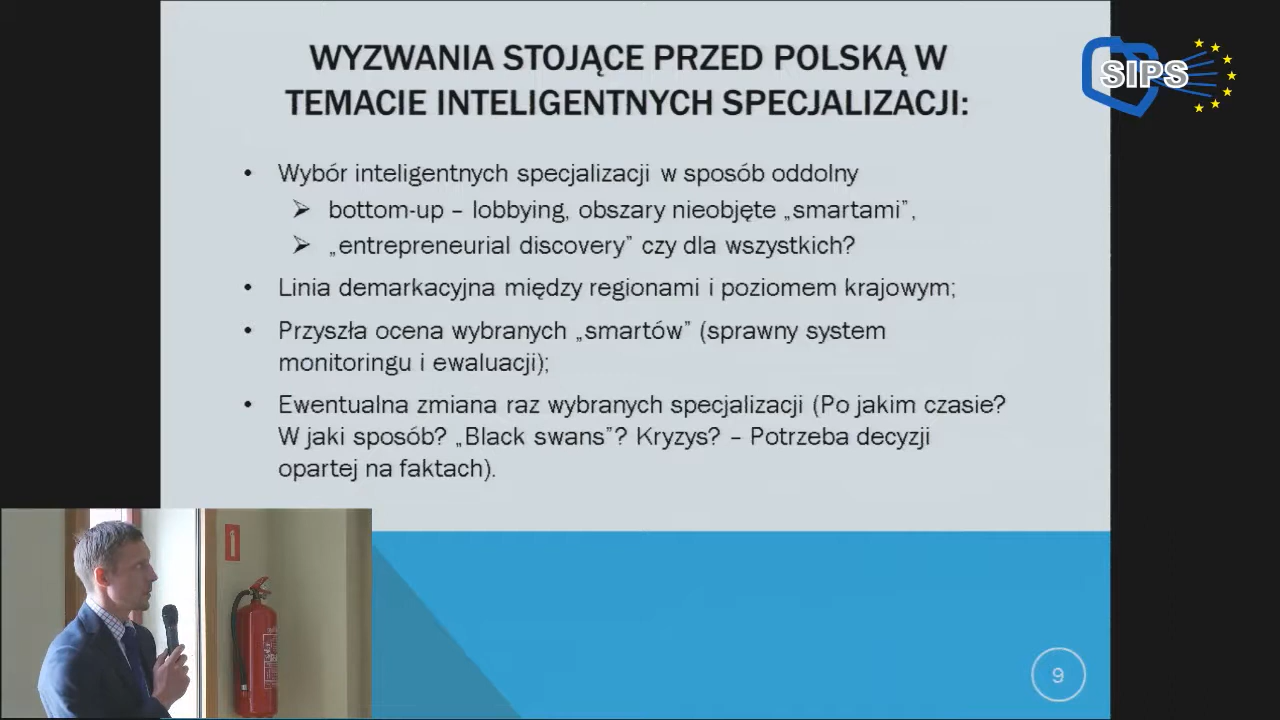 WYZWANIA STOJĄCE PRZED POLSKĄ W
TEMACIE INTELIGENTNYCH SPECJALIZACJI:
SIPS
• Wybór inteligentnych specjalizacji w sposób oddolny
➢ bottom-up – lobbying, obszary nieobjęte „smartami”,
➢ „entrepreneurial discovery” czy dla wszystkich?
• Linia demarkacyjna między regionami i poziomem krajowym;
• Przyszła ocena wybranych „smartów” (sprawny system
monitoringu i ewaluacji);
• Ewentualna zmiana raz wybranych specjalizacji (Po jakim czasie?
W jaki sposób? „Black swans”? Kryzys? – Potrzeba decyzji
opartej na faktach).
9